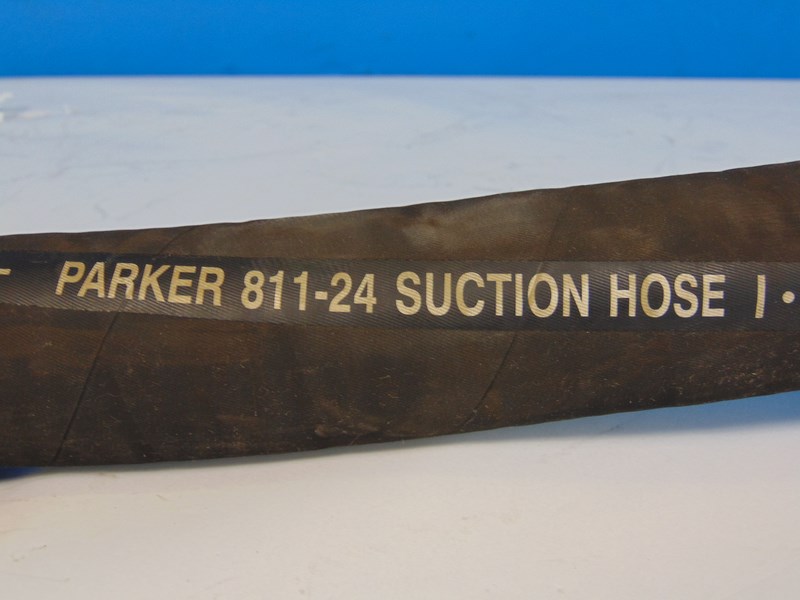 PARKER 811-24 SUCTION HOSE I •